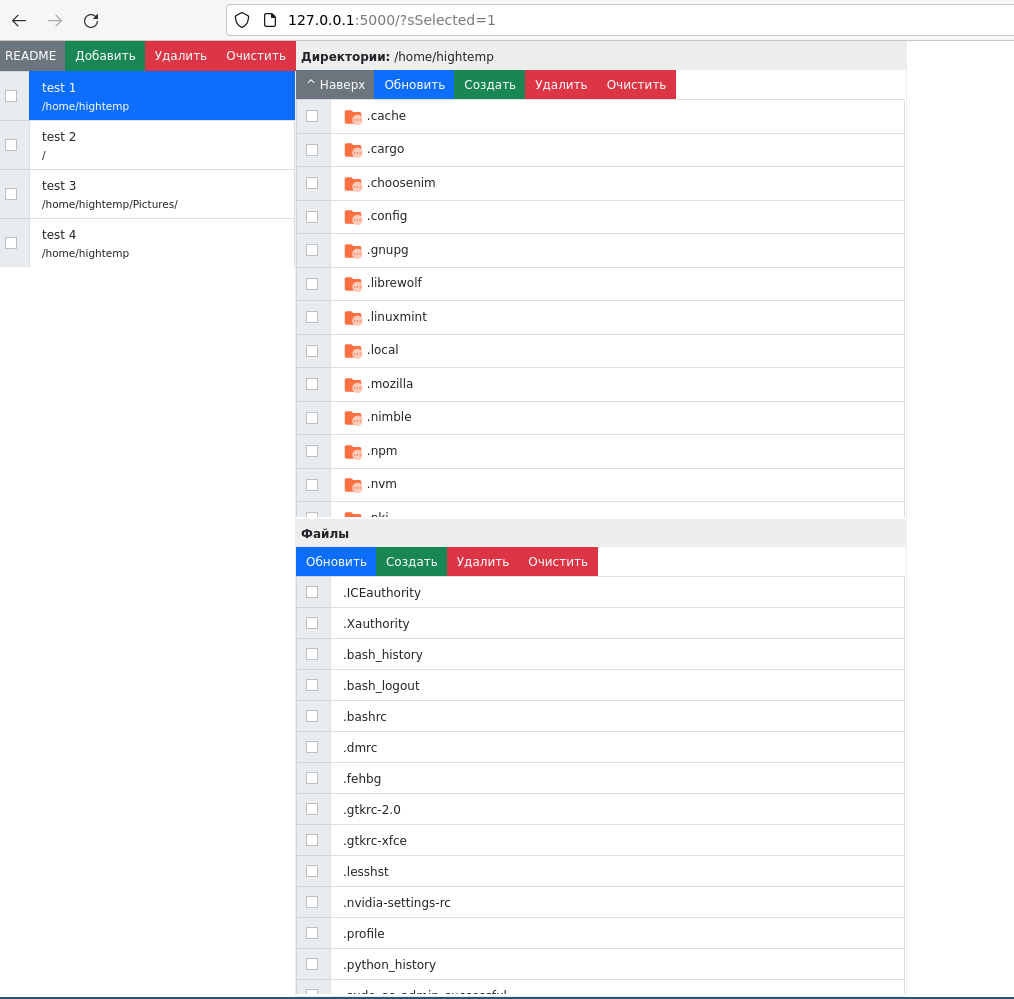 127.0.0.1:5000/?sSelected=1
README Добавить Удалить Очистить
test 1
/home/hightemp
test 2
/
test 3
/home/hightemp/Pictures/
test 4
/home/hightemp
Директории: /home/hightemp
^ Наверх Обновить Создать Удалить Очистить
.cache
.cargo
.choosenim
.config
.gnupg
.librewolf
.linuxmint
.local
.mozilla
.nimble
.npm
.nvm
.pki
Файлы
Обновить Создать Удалить Очистить
.ICEauthority
.Xauthority
.bash_history
.bash_logout
.bashrc
.dmrc
.fehbg
.gtkrc-2.0
.gtkrc-xfce
.lesshst
.nvidia-settings-rc
.profile
.python_history
.sudo_as_admin_successful